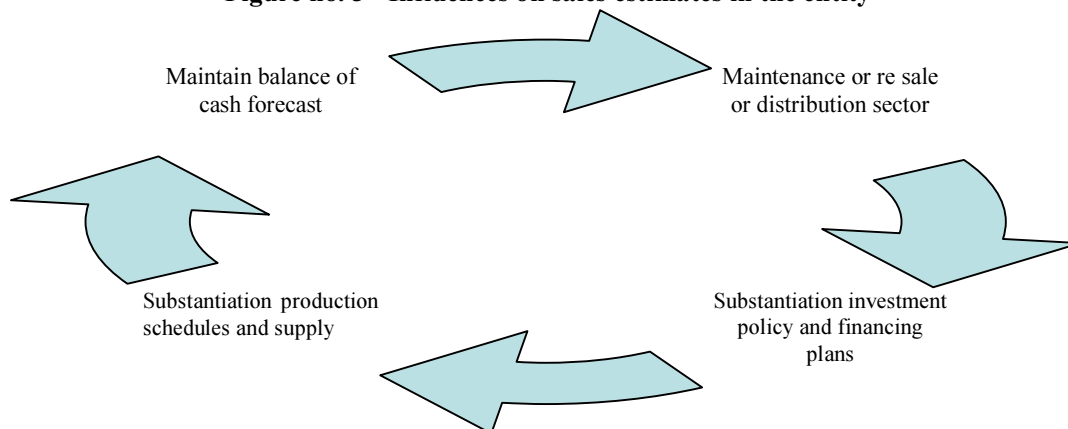 Figure no. 3 - Influences on sales estimates in the entity
Maintain balance of
cash forecast
Maintenance or re sale
or distribution sector
Substantiation production
schedules and supply
Substantiation investment
policy and financing
plans